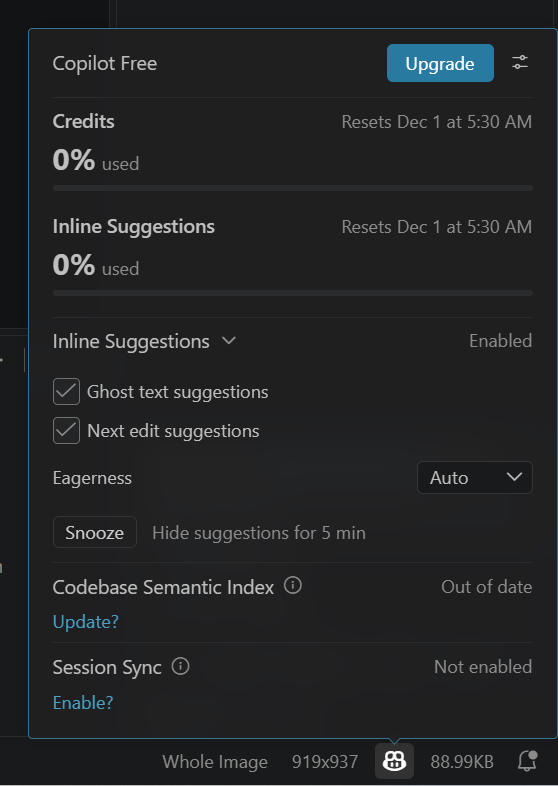 Copilot Free
Upgrade
Credits
Resets Dec 1 at 5:30 AM
0% used
Inline Suggestions
Resets Dec 1 at 5:30 AM
0% used
Inline Suggestions
Enabled
Ghost text suggestions
Next edit suggestions
Eagerness
Auto
Snooze
Hide suggestions for 5 min
Codebase Semantic Index
Out of date
Update?
Session Sync
Not enabled
Enable?
Whole Image
919x937
88.99KB